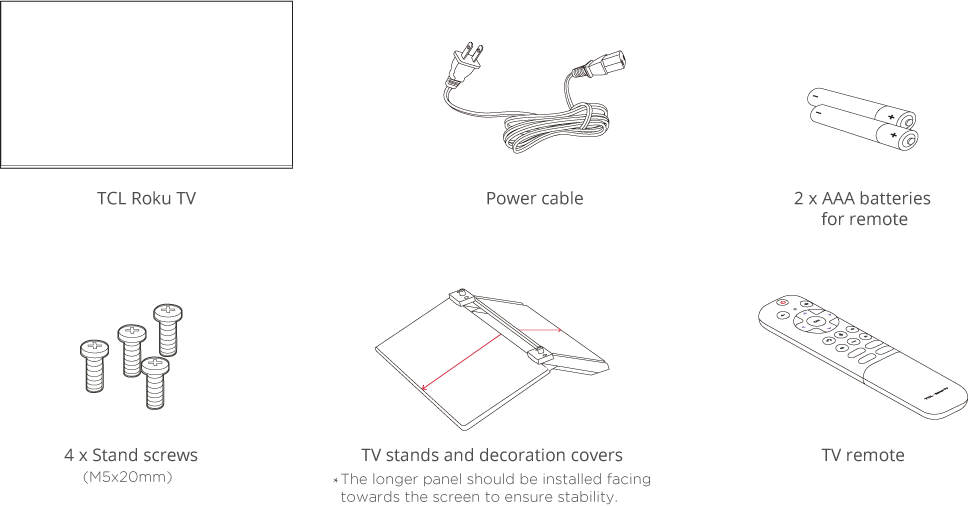 TCL Roku TV
Power cable
2 x AAA batteries
for remote
4 x Stand screws
(M5x20mm)
TV stands and decoration covers
*The longer panel should be installed facing
towards the screen to ensure stability.
TV remote